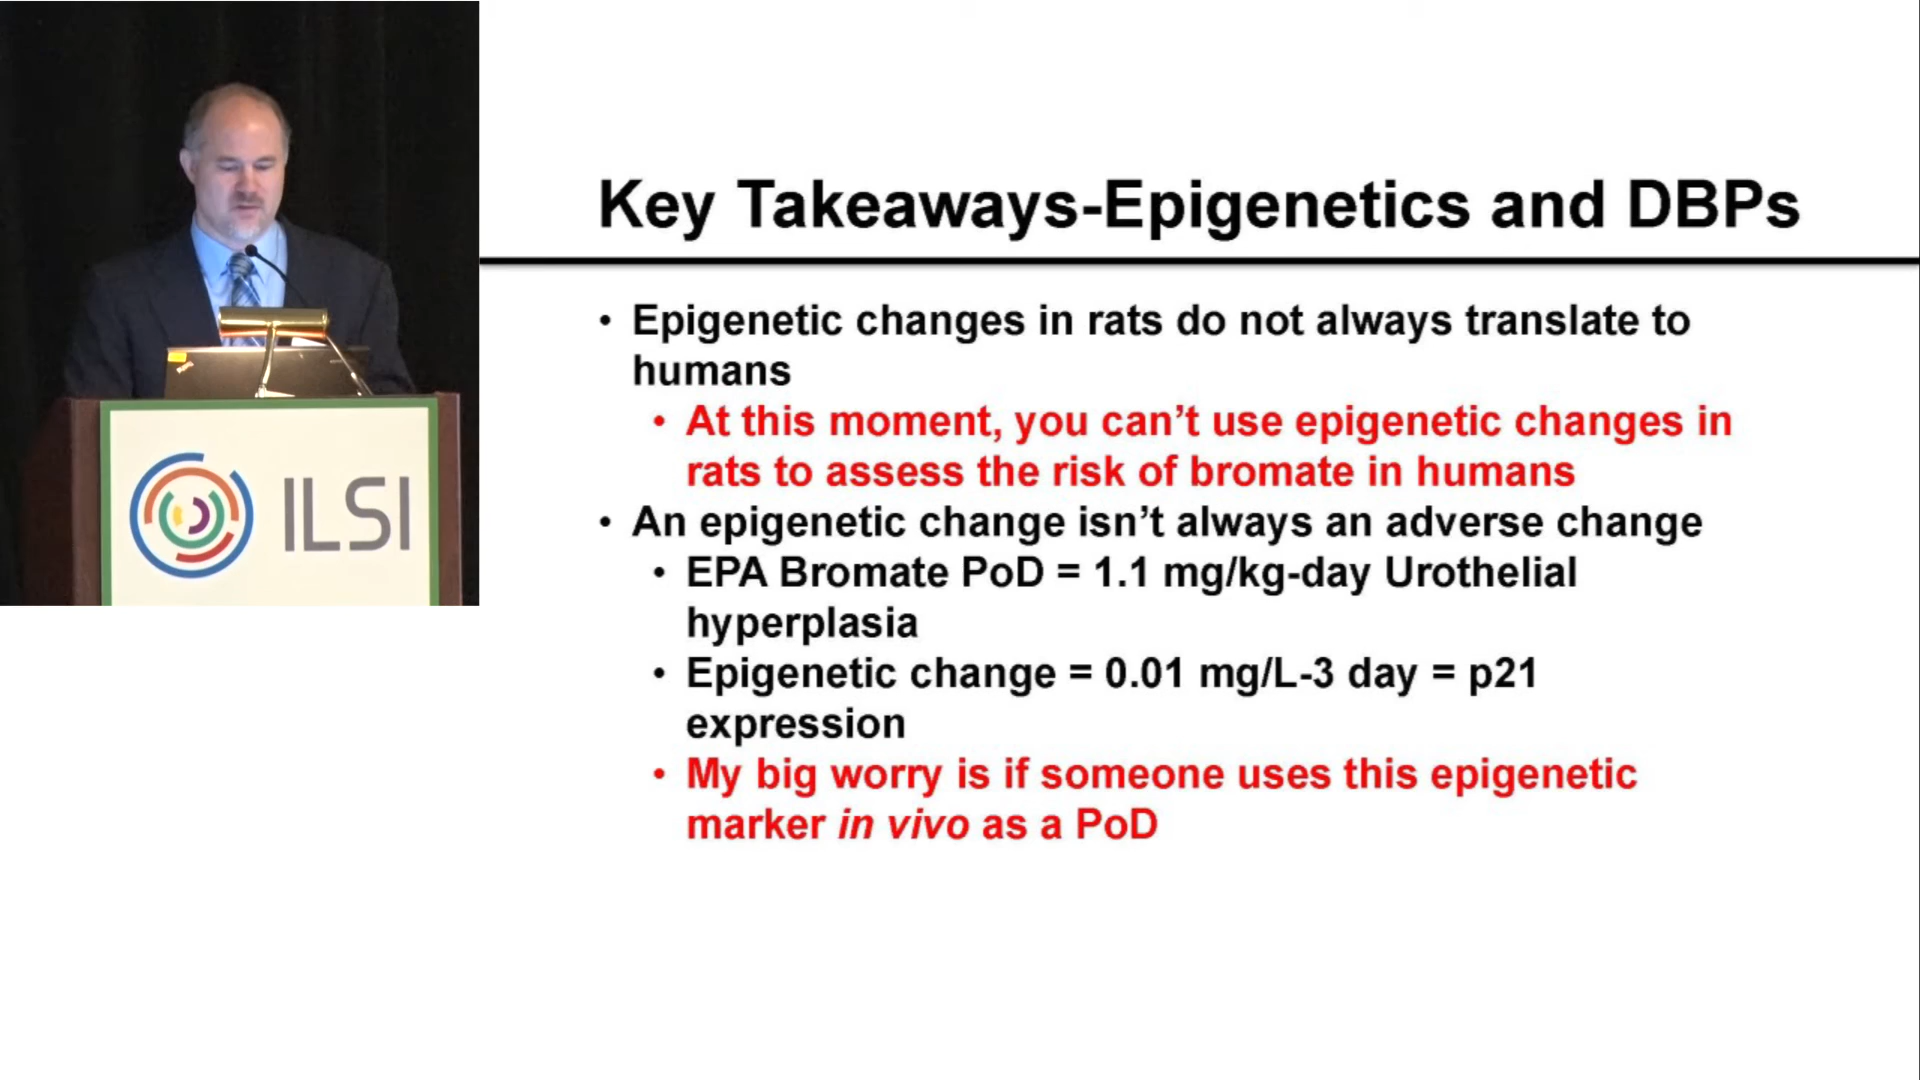 ILSI
Key Takeaways-Epigenetics and DBPs
• Epigenetic changes in rats do not always translate to
humans
• At this moment, you can’t use epigenetic changes in
rats to assess the risk of bromate in humans
• An epigenetic change isn’t always an adverse change
• EPA Bromate PoD = 1.1 mg/kg-day Urothelial
hyperplasia
• Epigenetic change = 0.01 mg/L-3 day = p21
expression
• My big worry is if someone uses this epigenetic
marker in vivo as a PoD